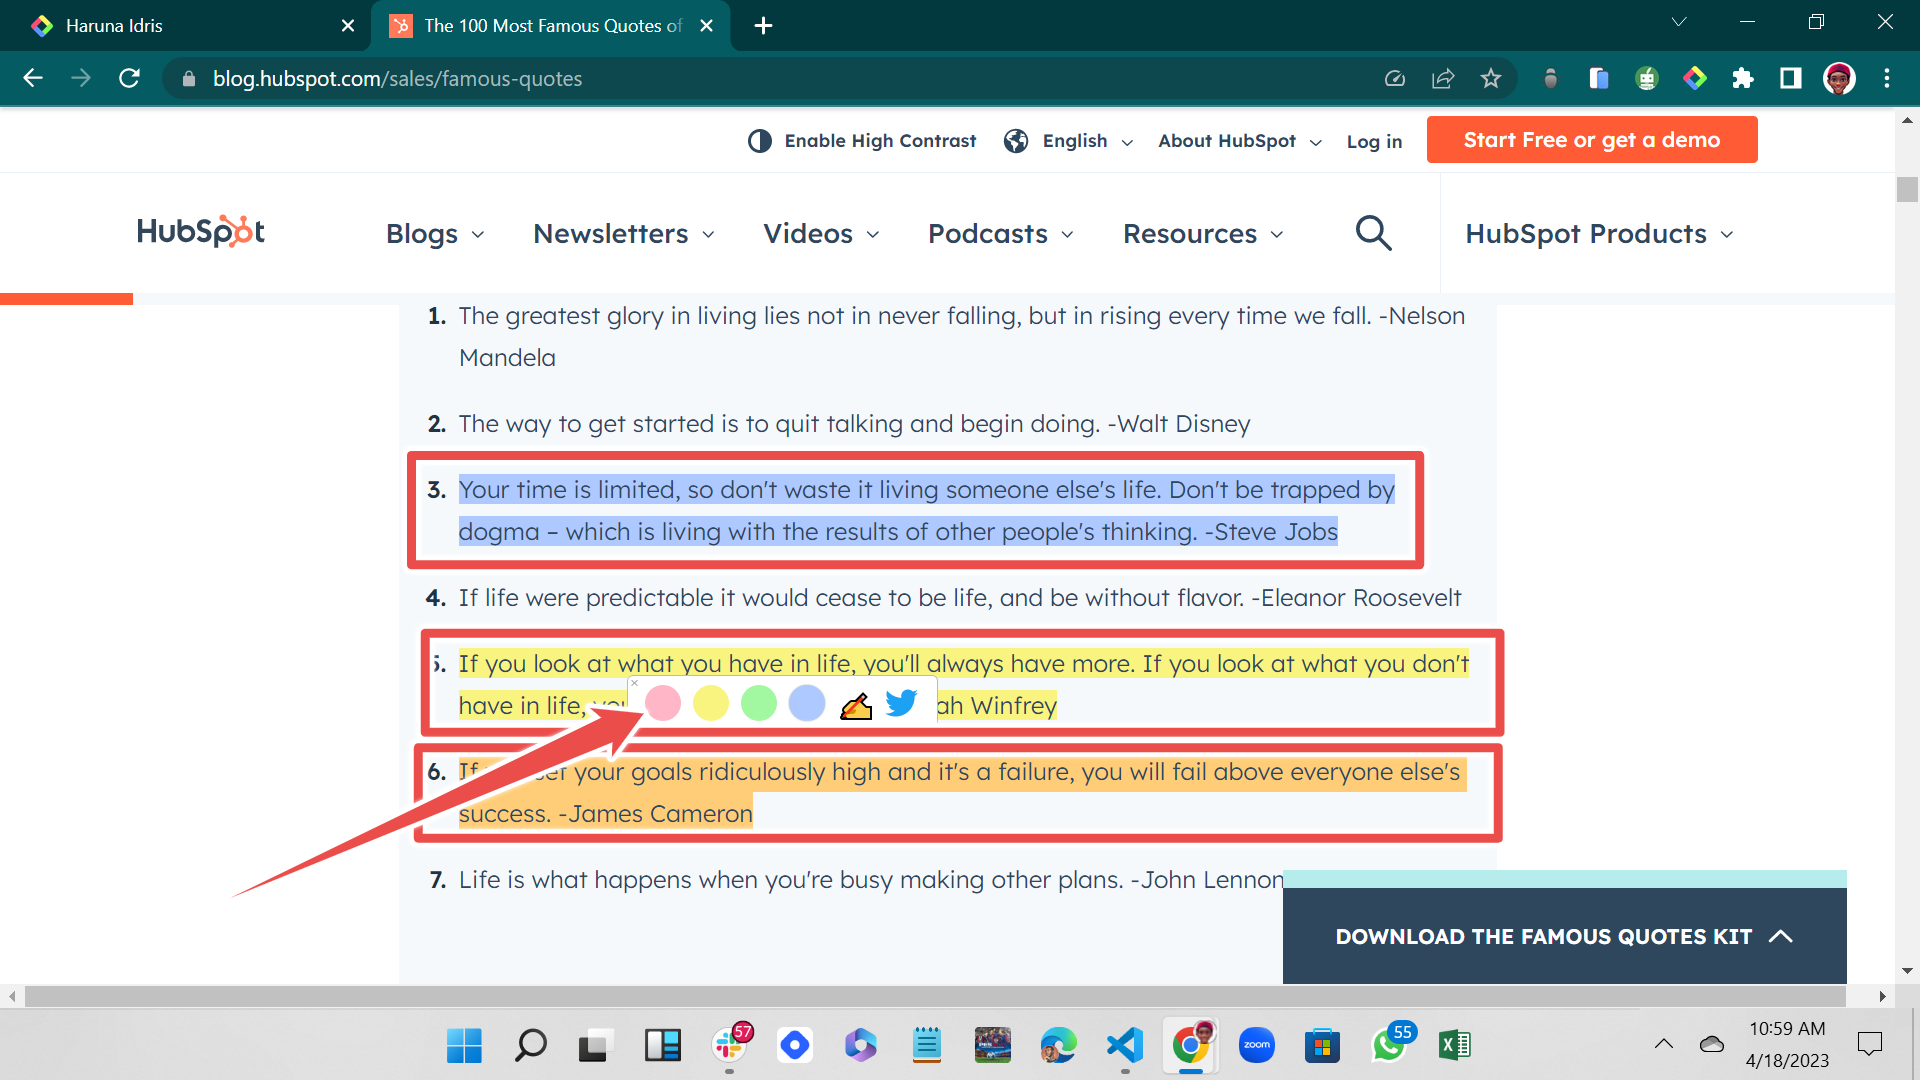 Haruna Idris
The 100 Most Famous Quotes of
blog.hubspot.com/sales/famous-quotes
Enable High Contrast English About HubSpot Log in Start Free or get a demo
HubSpot Blogs Newsletters Videos Podcasts Resources HubSpot Products
1. The greatest glory in living lies not in never falling, but in rising every time we fall. -Nelson
Mandela
2. The way to get started is to quit talking and begin doing. -Walt Disney
3. Your time is limited, so don't waste it living someone else's life. Don't be trapped by
dogma – which is living with the results of other people's thinking. -Steve Jobs
4. If life were predictable it would cease to be life, and be without flavor. -Eleanor Roosevelt
5. If you look at what you have in life, you'll always have more. If you look at what you don't
have in life, ah Winfrey
6. If set your goals ridiculously high and it's a failure, you will fail above everyone else's
success. -James Cameron
7. Life is what happens when you're busy making other plans. -John Lennon
DOWNLOAD THE FAMOUS QUOTES KIT
57
zoom
55
10:59 AM
4/18/2023